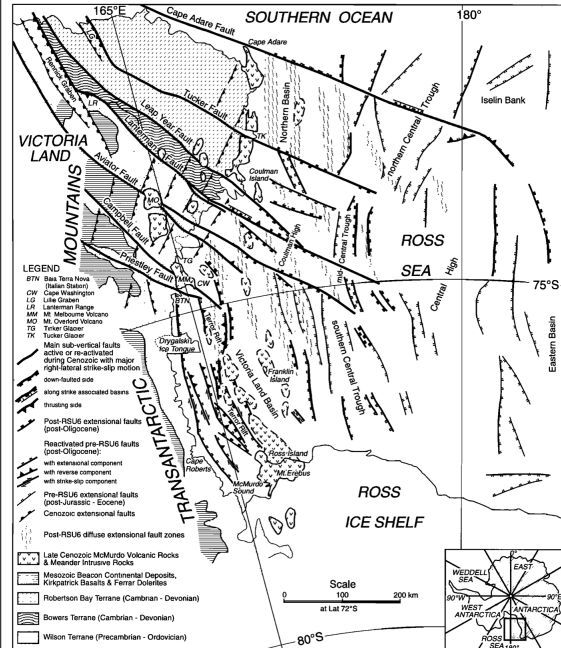 SOUTHERN OCEAN
165°E
180°
Cape Adare Fault
Cape Adare
LG
Rennick Graben
Tucker Fault
Leap Year Fault
Lanterman Fault
LR
TK
Northern Basin
northern Central Trough
Iselin Bank
VICTORIA
LAND
Aviator Fault
Campbell Fault
Priestley Fault
MO
TG
MM
CW
BTN
Coulman
Island
Coulman High
mid-Central Trough
ROSS
SEA
Central High
75°S
Eastern Basin
southern Central Trough
Drygalski
Ice Tongue
Terror Rift
Victoria Land Basin
Franklin
Island
Terror Rift
TRANSANTARCTIC
MOUNTAINS
Cape
Roberts
Ross Island
Mt.Erebus
McMurdo
Sound
ROSS
ICE SHELF
80°S
LEGEND
BTN Baia Terra Nova
(Italian Station)
CW Cape Washington
LG Lillie Graben
LR Lanterman Range
MM Mt. Melbourne Volcano
MO Mt. Overlord Volcano
TG Tinker Glacier
TK Tucker Glacier
Main sub-vertical faults
active or re-activated
during Cenozoic with major
right-lateral strike-slip motion
down-faulted side
along strike associated basins
thrusting side
Post-RSU6 extensional faults
(post-Oligocene)
Reactivated pre-RSU6 faults
(post-Oligocene):
with extensional component
with reverse component
with strike-slip component
Pre-RSU6 extensional faults
(post-Jurassic - Eocene)
Cenozoic extensional faults
Post-RSU6 diffuse extensional fault zones
Late Cenozoic McMurdo Volcanic Rocks
& Meander Intrusive Rocks
Mesozoic Beacon Continental Deposits,
Kirkpatrick Basalts & Ferrar Dolerites
Robertson Bay Terrane (Cambrian - Devonian)
Bowers Terrane (Cambrian - Devonian)
Wilson Terrane (Precambrian - Ordovician)
Scale
0 100 200 km
at Lat 72°S
0°
WEDDELL
SEA
EAST
90°W
90°E
WEST
ANTARCTICA
ANTARCTICA
ROSS
SEA
180°